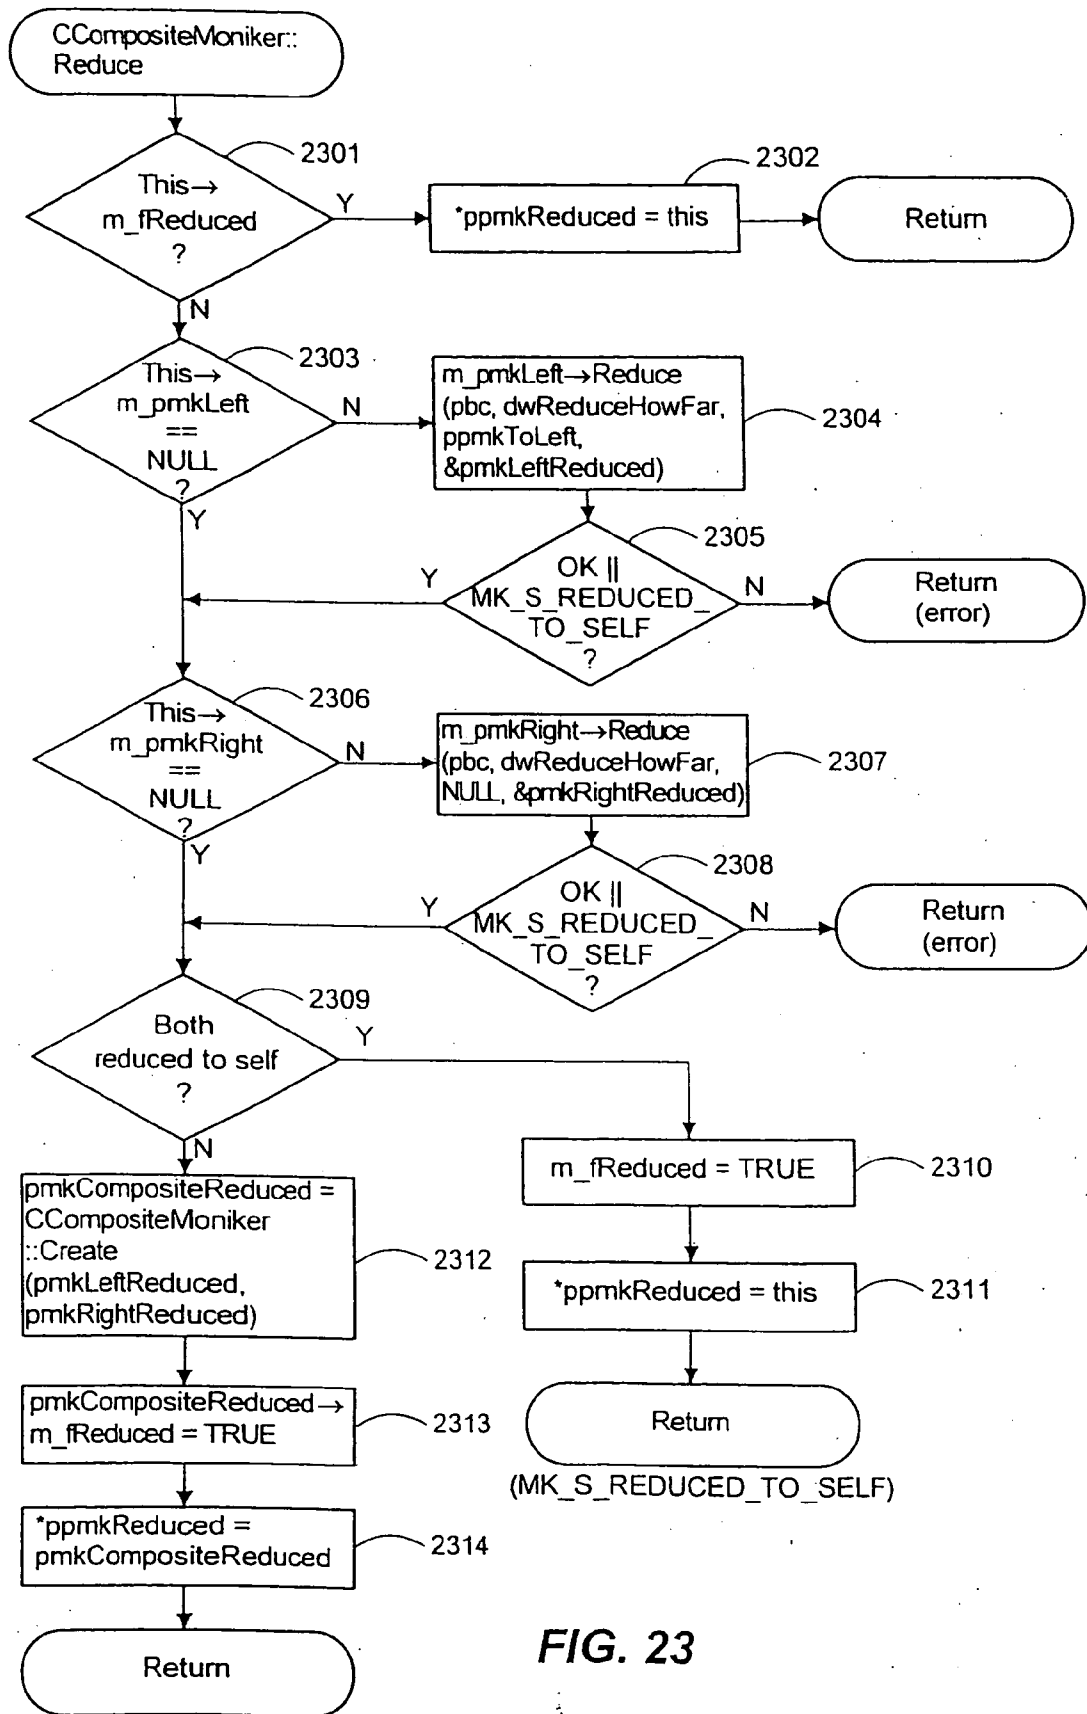 CCompositeMoniker::
Reduce
2301
This→
m_fReduced
?
Y
2302
*ppmkReduced = this
Return
N
2303
This→
m_pmkLeft
==
NULL
?
N
m_pmkLeft→Reduce
(pbc, dwReduceHowFar,
ppmkToLeft,
&pmkLeftReduced)
2304
Y
2305
OK ||
MK_S_REDUCED_
TO_SELF
?
Y
N
Return
(error)
2306
This→
m_pmkRight
==
NULL
?
N
m_pmkRight→Reduce
(pbc, dwReduceHowFar,
NULL, &pmkRightReduced)
2307
Y
2308
OK ||
MK_S_REDUCED_
TO_SELF
?
Y
N
Return
(error)
2309
Both
reduced to self
?
Y
N
m_fReduced = TRUE
2310
*ppmkReduced = this
2311
Return
(MK_S_REDUCED_TO_SELF)
pmkCompositeReduced =
CCompositeMoniker
::Create
(pmkLeftReduced,
pmkRightReduced)
2312
pmkCompositeReduced→
m_fReduced = TRUE
2313
*ppmkReduced =
pmkCompositeReduced
2314
Return
FIG. 23